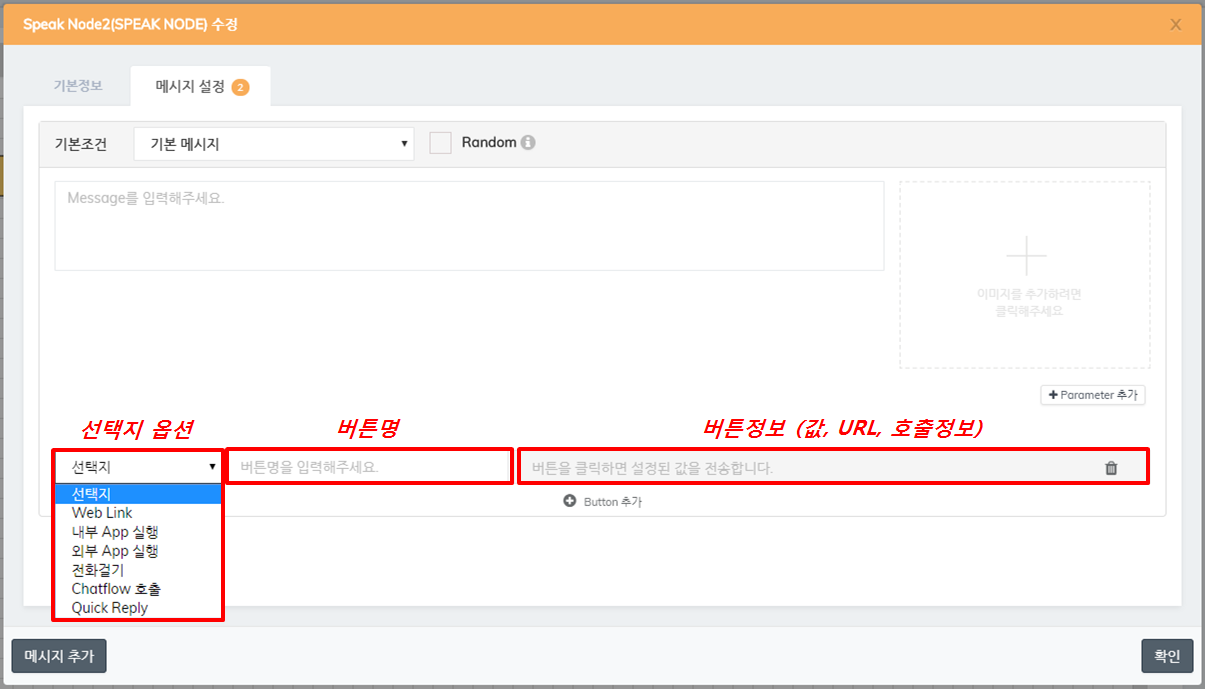 Speak Node2(SPEAK NODE) 수정
X
기본정보
메시지 설정 2
기본조건
기본 메시지
Random
Message를 입력해주세요.
이미지를 추가하려면
클릭해주세요
Parameter 추가
선택지 옵션
버튼명
버튼정보 (값, URL, 호출정보)
선택지
버튼명을 입력해주세요.
버튼을 클릭하면 설정된 값을 전송합니다.
선택지
Web Link
내부 App 실행
외부 App 실행
전화걸기
Chatflow 호출
Quick Reply
Button 추가
메시지 추가
확인